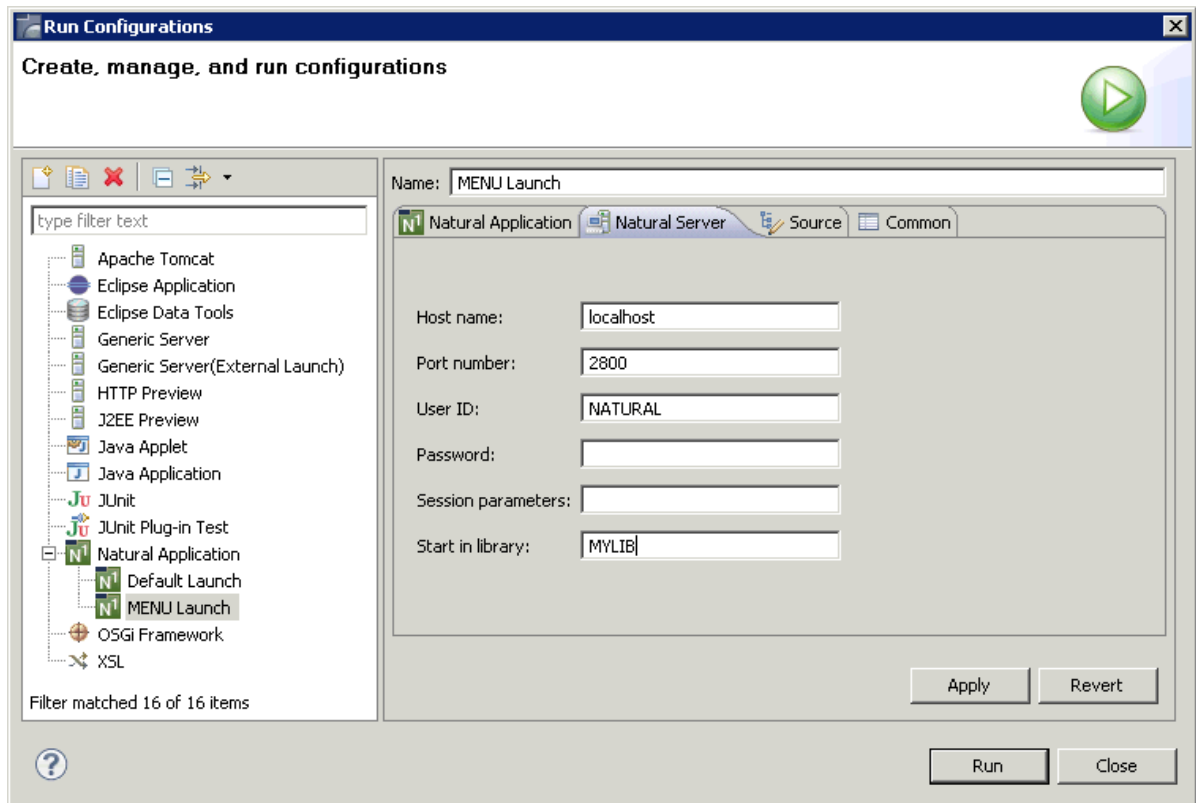 Run Configurations
Create, manage, and run configurations
type filter text
Apache Tomcat
Eclipse Application
Eclipse Data Tools
Generic Server
Generic Server(External Launch)
HTTP Preview
J2EE Preview
Java Applet
Java Application
JUnit
JUnit Plug-in Test
Natural Application
Default Launch
MENU Launch
OSGi Framework
XSL
Filter matched 16 of 16 items
Name: MENU Launch
Natural Application Natural Server Source Common
Host name: localhost
Port number: 2800
User ID: NATURAL
Password:
Session parameters:
Start in library: MYLIB
Apply Revert
Run Close